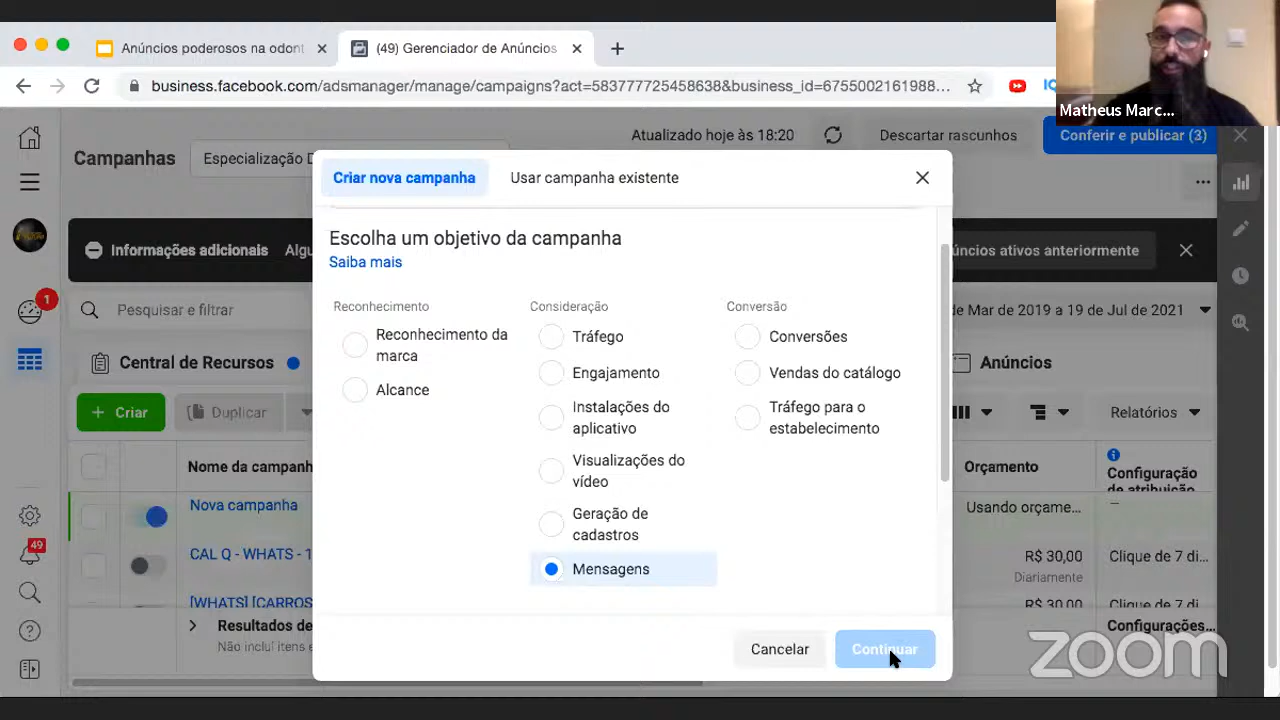 Anúncios poderosos na odont
(49) Gerenciador de Anúncios
business.facebook.com/adsmanager/manage/campaigns?act=583777725458638&business_id=6755002161988...
Matheus Marc...
Campanhas
Especialização D
Atualizado hoje às 18:20
Descartar rascunhos
Conferir e publicar (3)
Criar nova campanha
Usar campanha existente
Informações adicionais
Algu
úncios ativos anteriormente
Escolha um objetivo da campanha
Saiba mais
1
Pesquisar e filtrar
de Mar de 2019 a 19 de Jul de 2021
Reconhecimento
Reconhecimento da
marca
Alcance
Consideração
Tráfego
Engajamento
Instalações do
aplicativo
Visualizações do
vídeo
Geração de
cadastros
Mensagens
Conversão
Conversões
Vendas do catálogo
Tráfego para o
estabelecimento
Central de Recursos
Anúncios
+ Criar
Duplicar
Relatórios
Nome da campanh
Orçamento
Configuração
de atribuição
Nova campanha
Usando orçame...
—
49
CAL Q - WHATS - 1
R$ 30,00
Diariamente
Clique de 7 di...
[WHATS] [CARROS
R$ 30,00
Clique de 7 di...
Resultados de
Não inclui itens e
Configurações...
Cancelar
Continuar
zoom